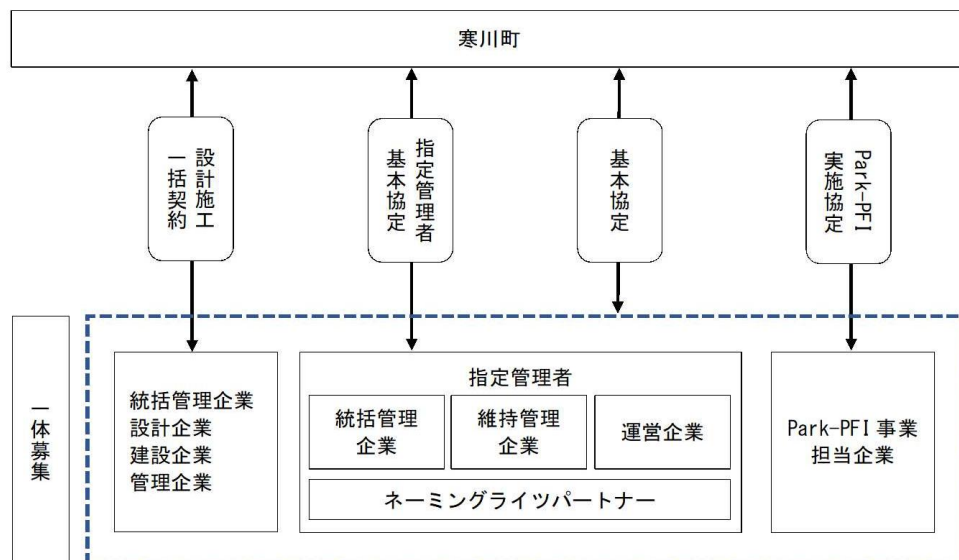 寒川町
設計施工
一括契約
指定管理者
基本協定
基本協定
Park-PFI
実施協定
一体募集
統括管理企業
設計企業
建設企業
管理企業
指定管理者
統括管理
企業
維持管理
企業
運営企業
ネーミングライツパートナー
Park-PFI 事業
担当企業